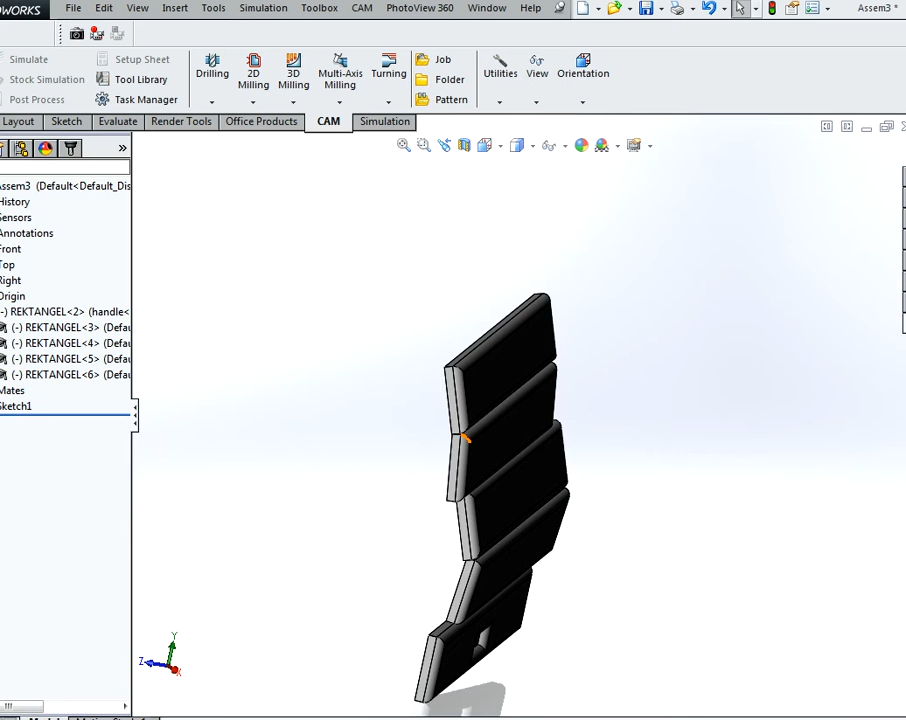 ƆWORKS File Edit View Insert Tools Simulation Toolbox CAM PhotoView 360 Window Help Assem3 *
Simulate Setup Sheet
Stock Simulation Tool Library
Post Process Task Manager
Drilling 2D Milling 3D Milling Multi-Axis Milling Turning
Job
Folder
Pattern
Utilities View Orientation
Layout Sketch Evaluate Render Tools Office Products CAM Simulation
»
Assem3 (Default<Default_Dis
History
Sensors
Annotations
Front
Top
Right
Origin
(-) REKTANGEL<2> (handle<
(-) REKTANGEL<3> (Defau
(-) REKTANGEL<4> (Defau
(-) REKTANGEL<5> (Defau
(-) REKTANGEL<6> (Defau
Mates
Sketch1
Y
Z
X